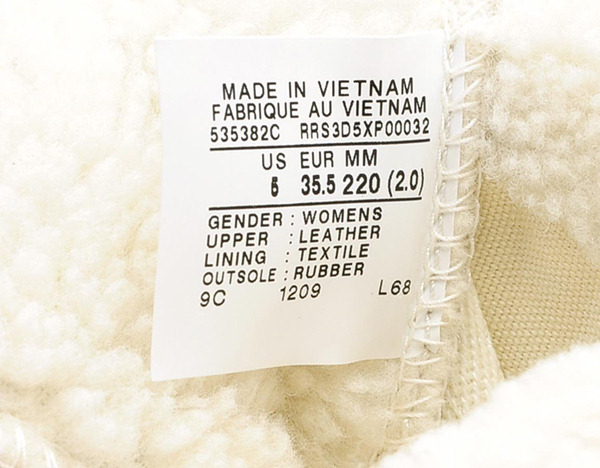 MADE IN VIETNAM
FABRIQUE AU VIETNAM
535382C RRS3D5XP00032
US EUR MM
35.5 220 (2.0)
GENDER : WOMENS
UPPER : LEATHER
LINING : TEXTILE
OUTSOLE : RUBBER
9C 1209 L68